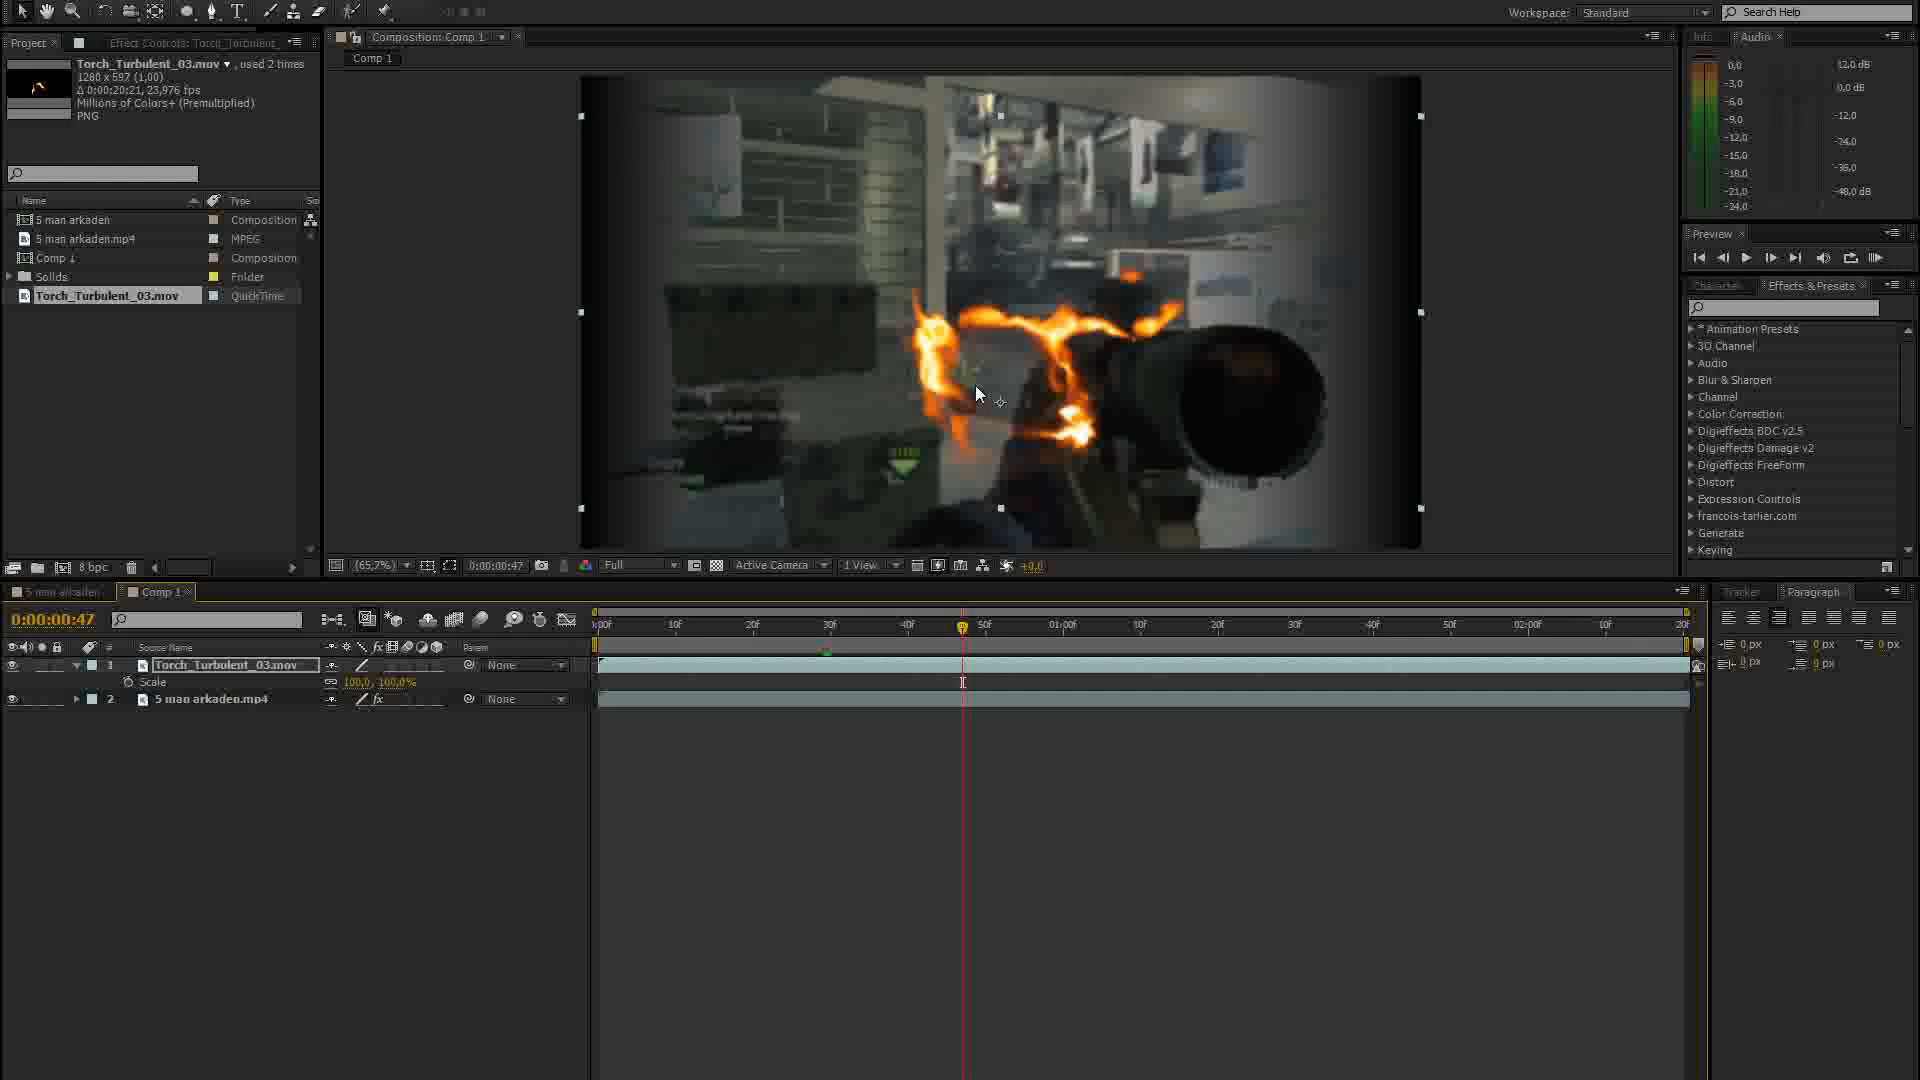 Workspace: Standard Search Help
Project × Effect Controls: Torch_Turbulent_
Composition: Comp 1
Info Audio ×
Comp 1
Torch_Turbulent_03.mov ▼ , used 2 times
1280 x 597 (1,00)
Δ 0:00:20:21, 23,976 fps
Millions of Colors+ (Premultiplied)
PNG
0,0 12,0 dB
-3,0 0,0 dB
-6,0
-9,0 -12,0
-12,0 -24,0
-15,0
-18,0 -36,0
-21,0 -48,0 dB
-24,0
Name Type
5 man arkaden Composition
5 man arkaden.mp4 MPEG
Comp 1 Composition
Solids Folder
Torch_Turbulent_03.mov QuickTime
Preview ×
Effects & Presets ×
* Animation Presets
3D Channel
Audio
Blur & Sharpen
Channel
Color Correction
Digieffects BDC v2.5
Digieffects Damage v2
Digieffects FreeForm
Distort
Expression Controls
francois-tarlier.com
Generate
Keying
8 bpc
(65,7%) 0:00:00:47 Full Active Camera 1 View +0,0
5 man arkaden Comp 1 ×
Tracker Paragraph ×
0:00:00:47
0:00f 10f 20f 30f 40f 50f 01:00f 10f 20f 30f 40f 50f 02:00f 10f 20f
0 px 0 px 0 px
0 px 0 px
# Source Name Parent
1 Torch_Turbulent_03.mov None
Scale 100,0, 100,0%
2 5 man arkaden.mp4 fx None